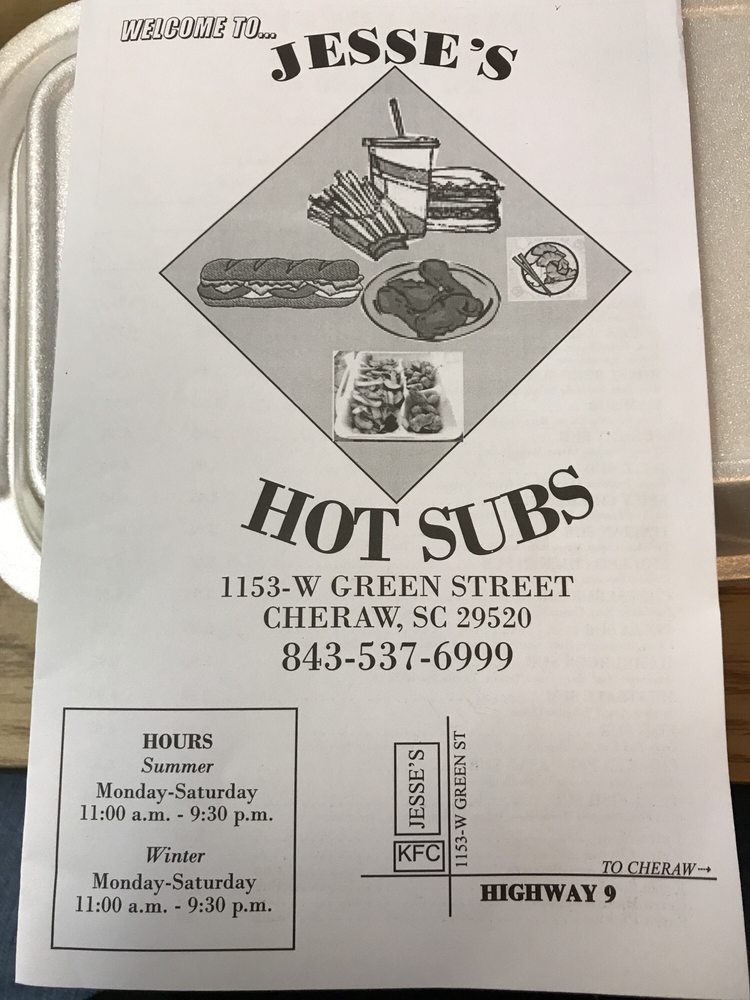 WELCOME TO...
JESSE'S
HOT SUBS
1153-W GREEN STREET
CHERAW, SC 29520
843-537-6999
HOURS
Summer
Monday-Saturday
11:00 a.m. - 9:30 p.m.
Winter
Monday-Saturday
11:00 a.m. - 9:30 p.m.
JESSE'S
KFC
1153-W GREEN ST
TO CHERAW→
HIGHWAY 9